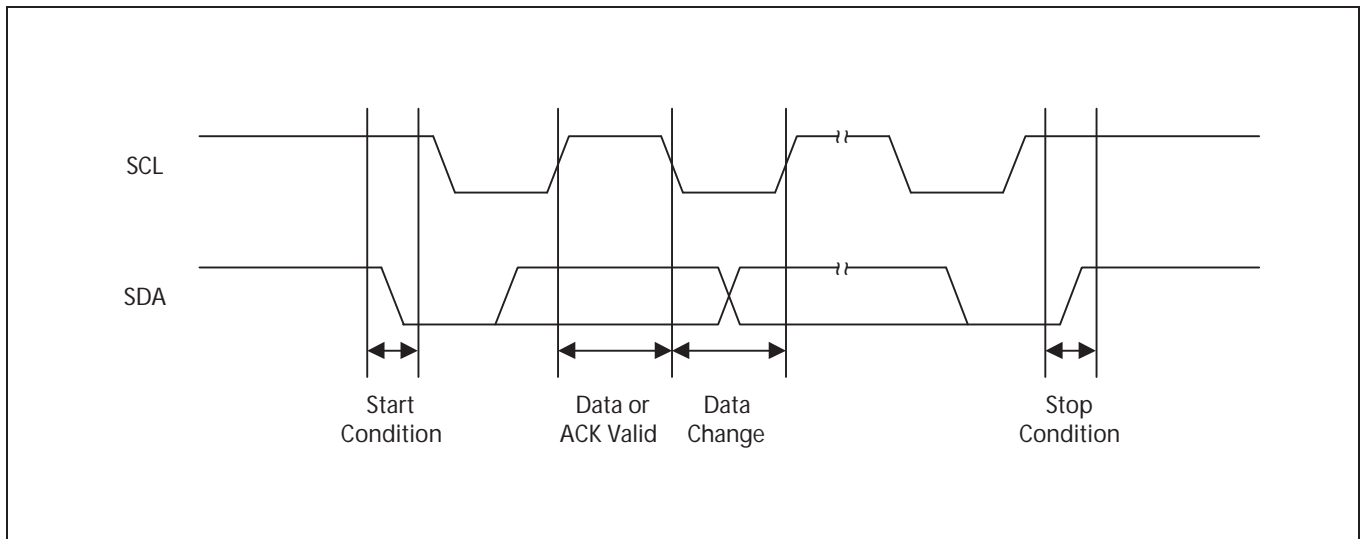 SCL
SDA
Start
Condition
Data or
ACK Valid
Data
Change
Stop
Condition